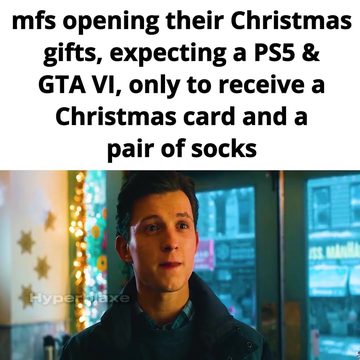 mfs opening their Christmas
gifts, expecting a PS5 &
GTA VI, only to receive a
Christmas card and a
pair of socks